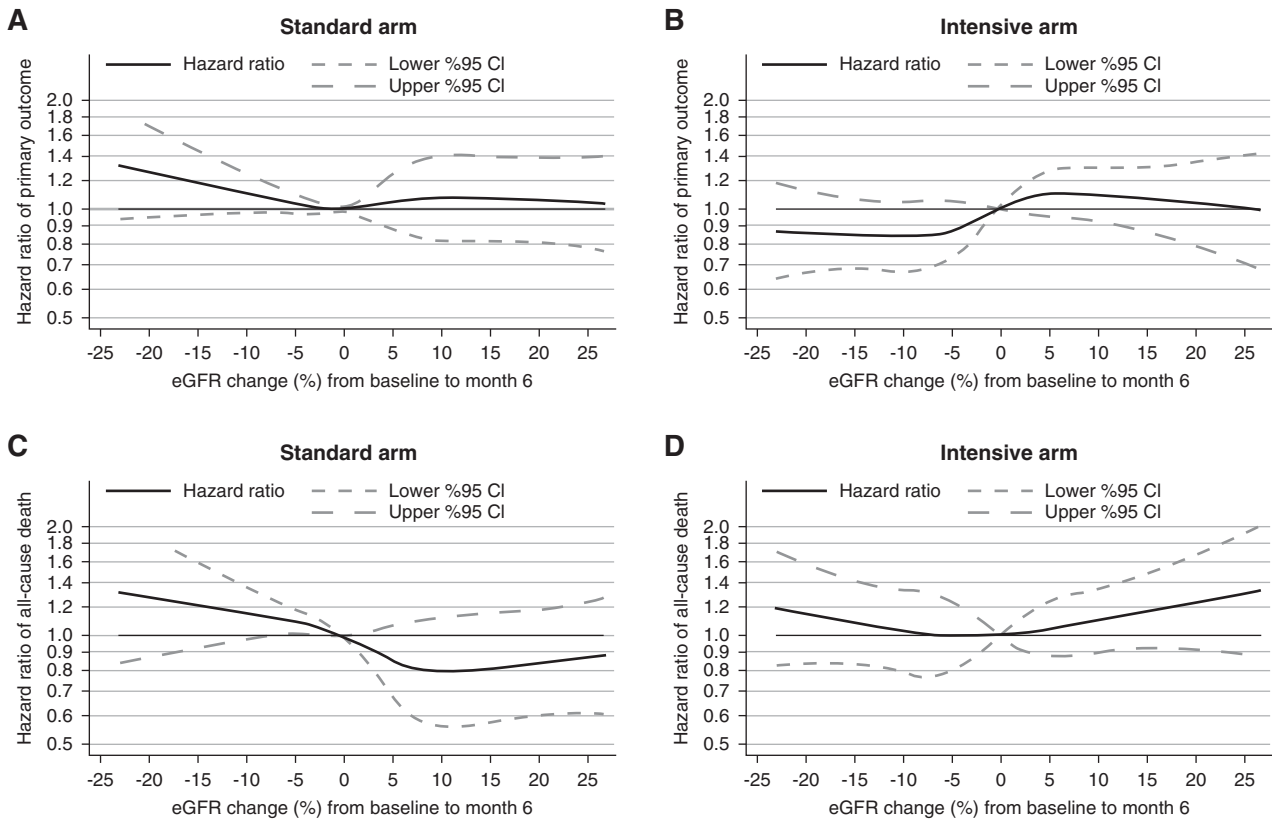 A
Standard arm
Hazard ratio
Lower %95 CI
Upper %95 CI
Hazard ratio of primary outcome
2.0
1.8
1.6
1.4
1.2
1.0
0.9
0.8
0.7
0.6
0.5
-25 -20 -15 -10 -5 0 5 10 15 20 25
eGFR change (%) from baseline to month 6
B
Intensive arm
Hazard ratio
Lower %95 CI
Upper %95 CI
Hazard ratio of primary outcome
2.0
1.8
1.6
1.4
1.2
1.0
0.9
0.8
0.7
0.6
0.5
-25 -20 -15 -10 -5 0 5 10 15 20 25
eGFR change (%) from baseline to month 6
C
Standard arm
Hazard ratio
Lower %95 CI
Upper %95 CI
Hazard ratio of all-cause death
2.0
1.8
1.6
1.4
1.2
1.0
0.9
0.8
0.7
0.6
0.5
-25 -20 -15 -10 -5 0 5 10 15 20 25
eGFR change (%) from baseline to month 6
D
Intensive arm
Hazard ratio
Lower %95 CI
Upper %95 CI
Hazard ratio of all-cause death
2.0
1.8
1.6
1.4
1.2
1.0
0.9
0.8
0.7
0.6
0.5
-25 -20 -15 -10 -5 0 5 10 15 20 25
eGFR change (%) from baseline to month 6